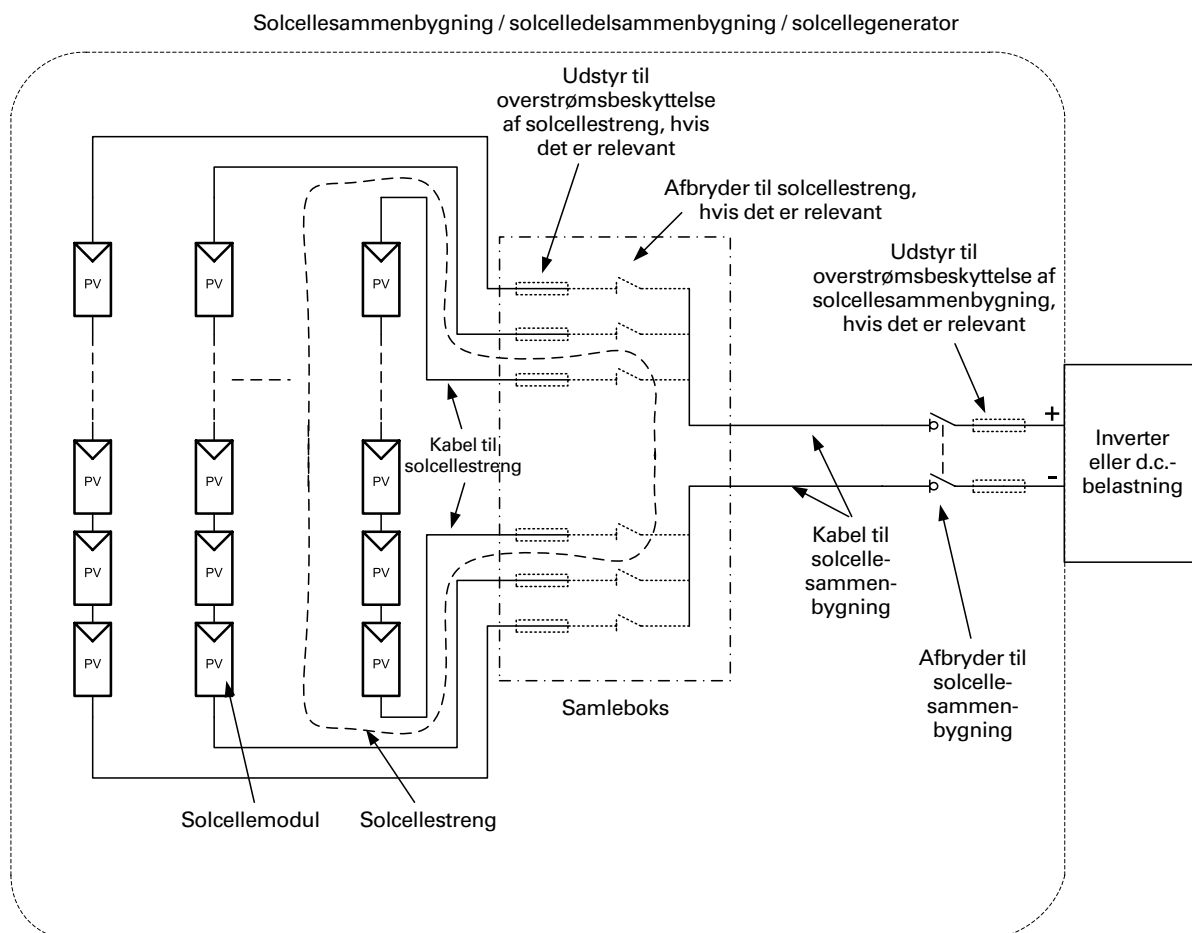 Solcellesammenbygning / solcelledelsammenbygning / solcellegenerator
Udstyr til
overstrømsbeskyttelse
af solcellestreng, hvis
det er relevant
Afbryder til solcellestreng,
hvis det er relevant
Udstyr til
overstrømsbeskyttelse af
solcellesammenbygning,
hvis det er relevant
PV
PV
PV
Kabel til
solcellestreng
+
-
Inverter
eller d.c.-
belastning
PV
PV
PV
PV
PV
PV
Kabel til
solcelle-
sammen-
bygning
PV
PV
PV
Afbryder til
solcelle-
sammen-
bygning
Samleboks
Solcellemodul
Solcellestreng